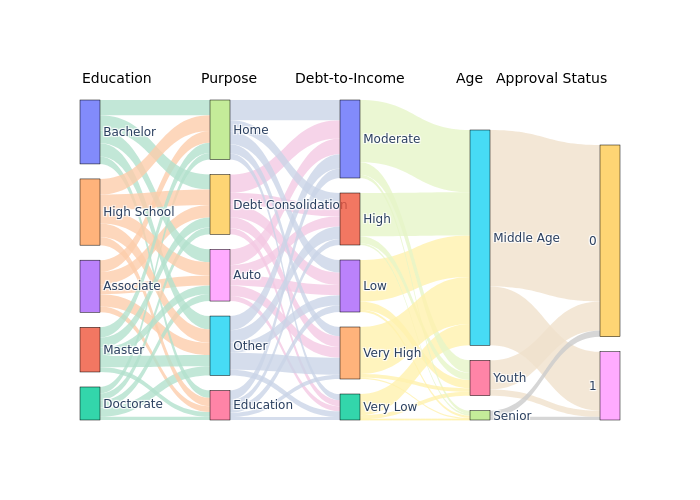 Education Purpose Debt-to-Income Age Approval Status
Bachelor
High School
Associate
Master
Doctorate
Home
Debt Consolidation
Auto
Other
Education
Moderate
High
Low
Very High
Very Low
Middle Age
Youth
Senior
0
1